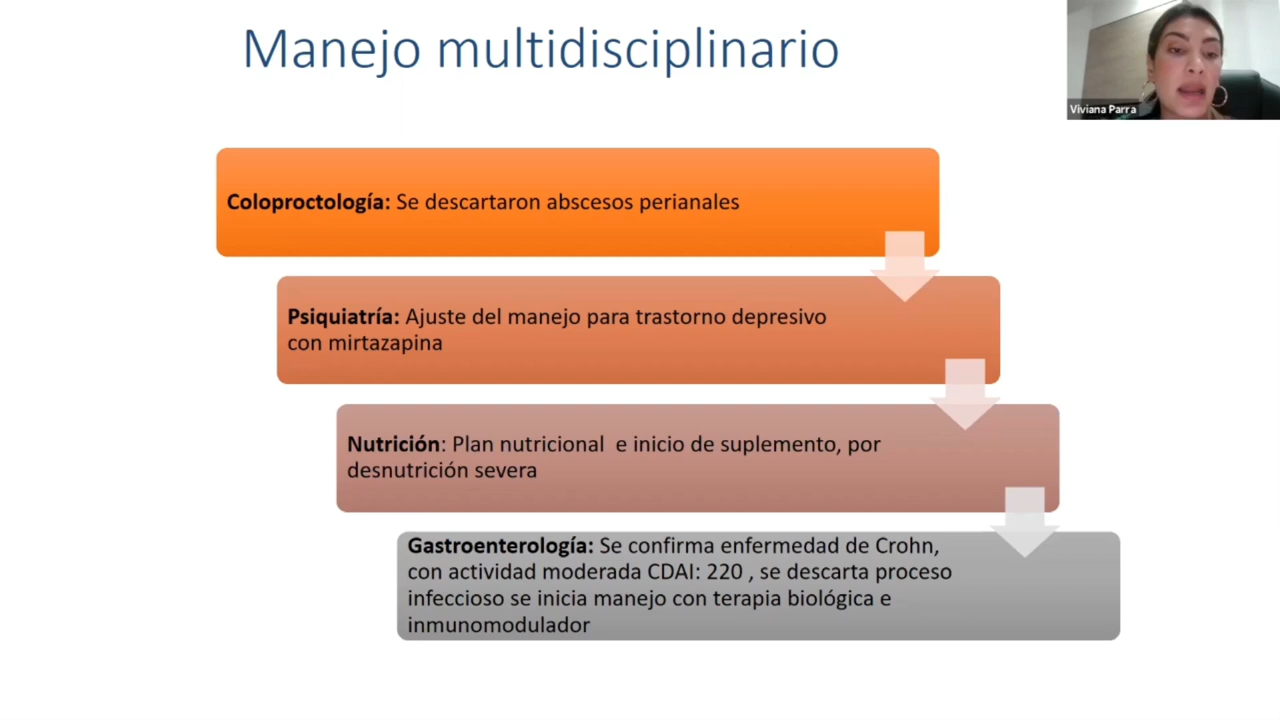 Manejo multidisciplinario
Viviana Parra
Coloproctología: Se descartaron abscesos perianales
Psiquiatría: Ajuste del manejo para trastorno depresivo
con mirtazapina
Nutrición: Plan nutricional e inicio de suplemento, por
desnutrición severa
Gastroenterología: Se confirma enfermedad de Crohn,
con actividad moderada CDAI: 220 , se descarta proceso
infeccioso se inicia manejo con terapia biológica e
inmunomodulador